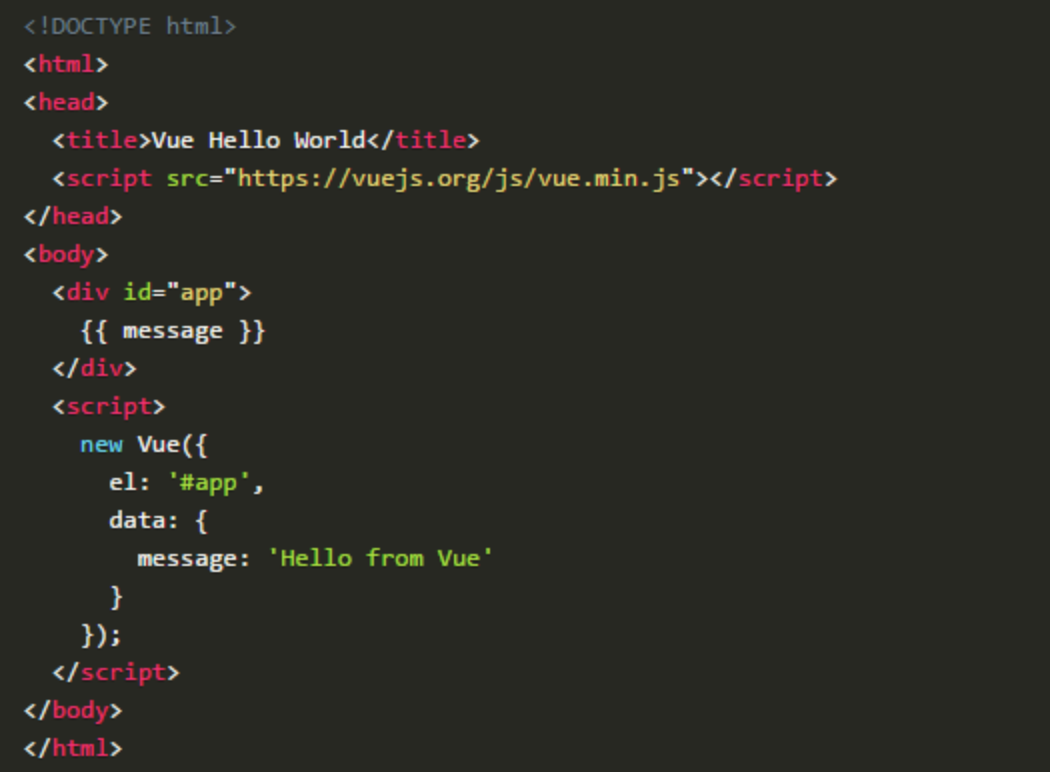 <!DOCTYPE html>
<html>
<head>
  <title>Vue Hello World</title>
  <script src="https://vuejs.org/js/vue.min.js"></script>
</head>
<body>
  <div id="app">
    {{ message }}
  </div>
  <script>
    new Vue({
      el: '#app',
      data: {
        message: 'Hello from Vue'
      }
    });
  </script>
</body>
</html>